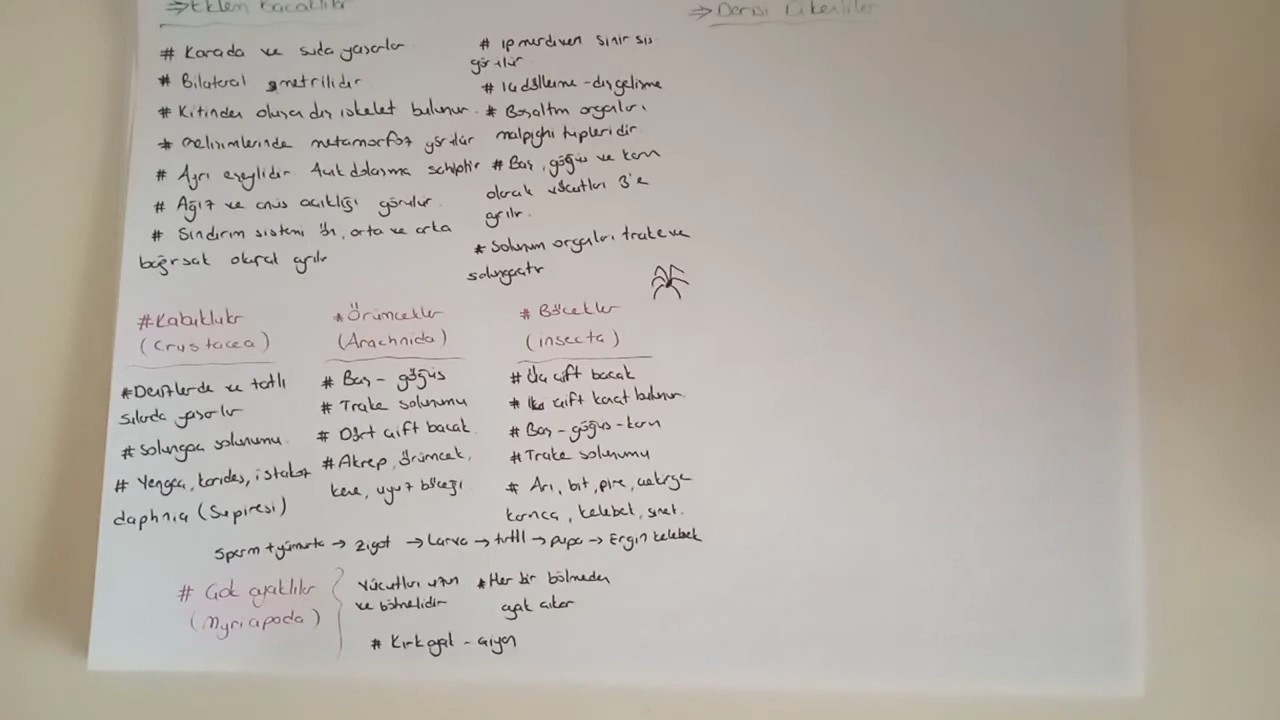 ⇒ Eklem Bacaklılar
# Karada ve suda yaşarlar
# Bilateral simetrilidir
# Kitinden oluşan dış iskelet bulunur.
# Gelişimlerinde metamorfoz görülür
# Ayrı eşeylidir Açık dolaşıma sahiptir
# Ağız ve anüs açıklığı görülür.
# Sindirim sistemi ön, orta ve arka
bağırsak olarak ayrılır
# ip merdiven sinir sis
görülür
# iç döllenme - dış gelişme
# Boşaltım organları
malpighi tüpleridir
# Baş, göğüs ve karın
olarak vücutları 3'e
ayrılır.
# Solunum organları trake ve
solungaçtır
⇒ Derisi Dikenliler
# Kabuklular
(Crustacea)
# Denizlerde ve tatlı
sularda yaşarlar
# Solungaç solunumu
# Yengeç, karides, istakoz
daphnia (Su piresi)
# Örümcekler
(Arachnida)
# Baş - göğüs
# Trake solunumu
# Dört çift bacak
# Akrep, örümcek,
kene, uyuz böceği
# Böcekler
(insecta)
# Üç çift bacak
# İki çift kanat bulunur.
# Baş - göğüs - karın
# Trake solunumu
# Arı, bit, pire, çekirge
karınca, kelebek, sinek.
Sperm + yumurta → Zigot → Larva → tırtıl → pupa → Ergin kelebek
# Çok ayaklılar
(Myriapoda)
Vücutları uzun
ve bölmelidir
# Her bir bölmeden
ayak çıkar
# Kırkayak - çiyan